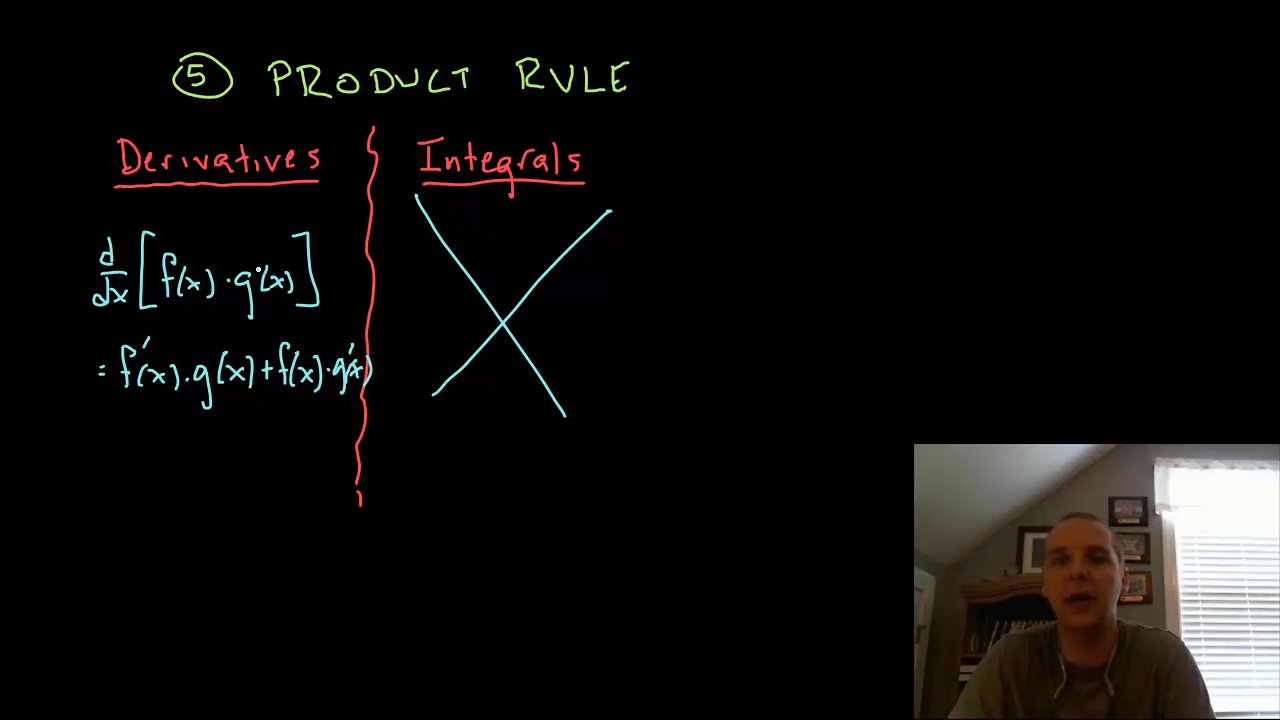 ⑤ PRODUCT RULE
Derivatives
Integrals
d/dx [f(x) · g(x)]
= f'(x) · g(x) + f(x) · g'(x)